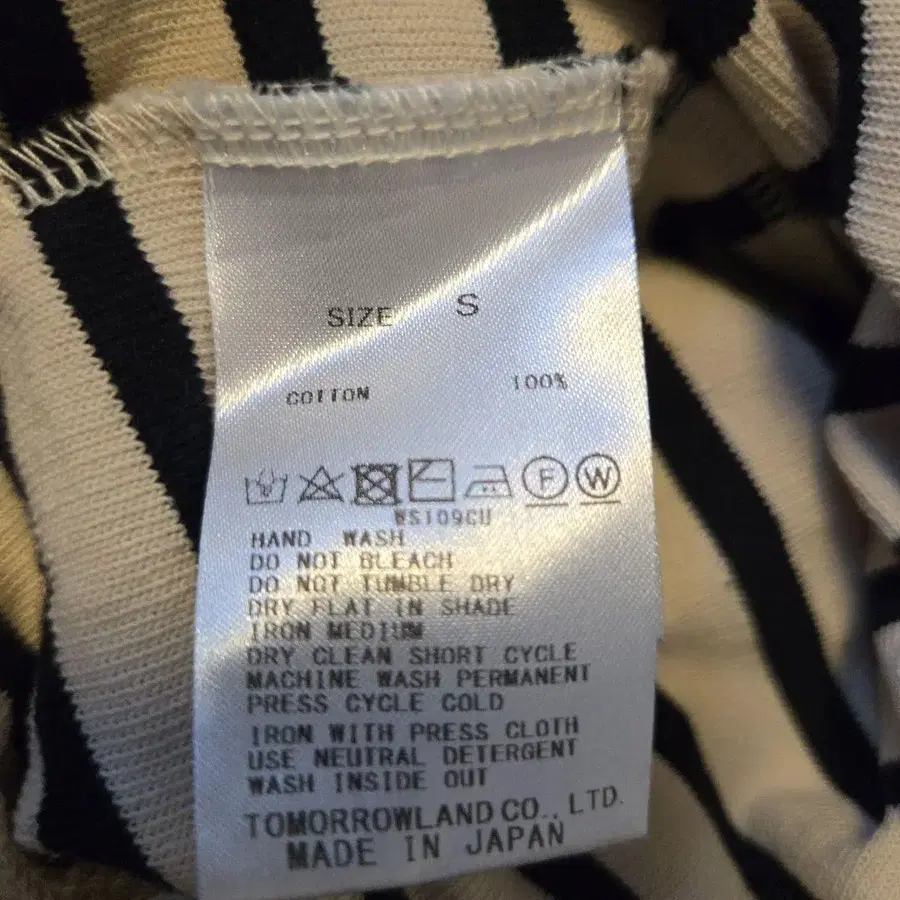 SIZE S
COTTON 100%
F W
WS109CU
HAND WASH
DO NOT BLEACH
DO NOT TUMBLE DRY
DRY FLAT IN SHADE
IRON MEDIUM
DRY CLEAN SHORT CYCLE
MACHINE WASH PERMANENT
PRESS CYCLE COLD
IRON WITH PRESS CLOTH
USE NEUTRAL DETERGENT
WASH INSIDE OUT
TOMORROWLAND CO., LTD.
MADE IN JAPAN